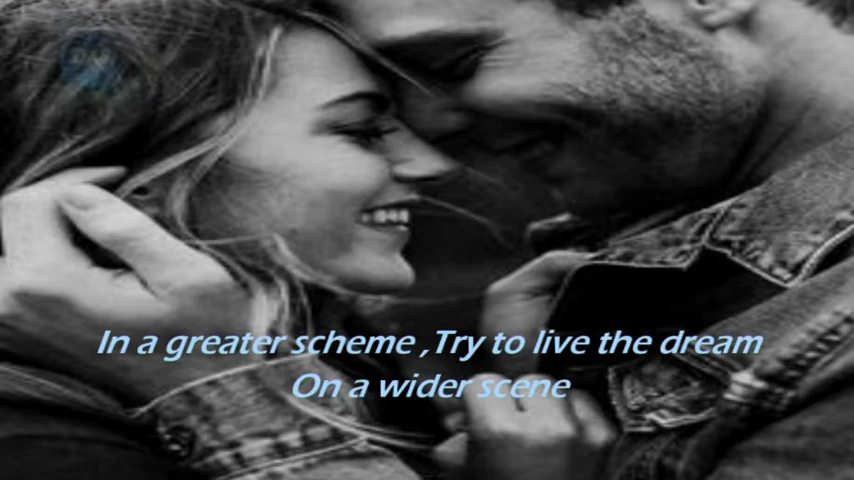 In a greater scheme ,Try to live the dream
On a wider scene